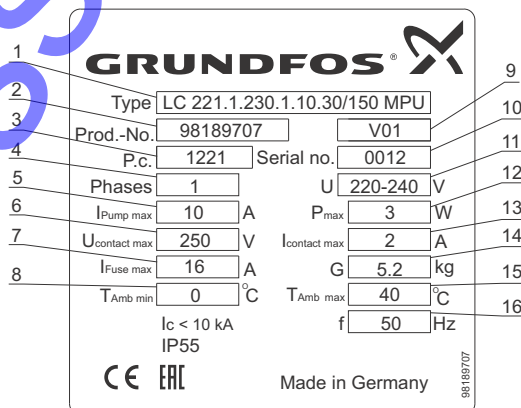 GRUNDFOS®
1
Type LC 221.1.230.1.10.30/150 MPU
2 9
Prod.-No. 98189707 V01
3 10
P.c. 1221 Serial no. 0012
4 11
Phases 1 U 220-240 V
5 12
IPump max 10 A Pmax 3 W
6 13
Ucontact max 250 V Icontact max 2 A
7 14
IFuse max 16 A G 5.2 kg
8 15
TAmb min 0 °C TAmb max 40 °C
16
Ic < 10 kA f 50 Hz
IP55
CE EAC Made in Germany
98189707